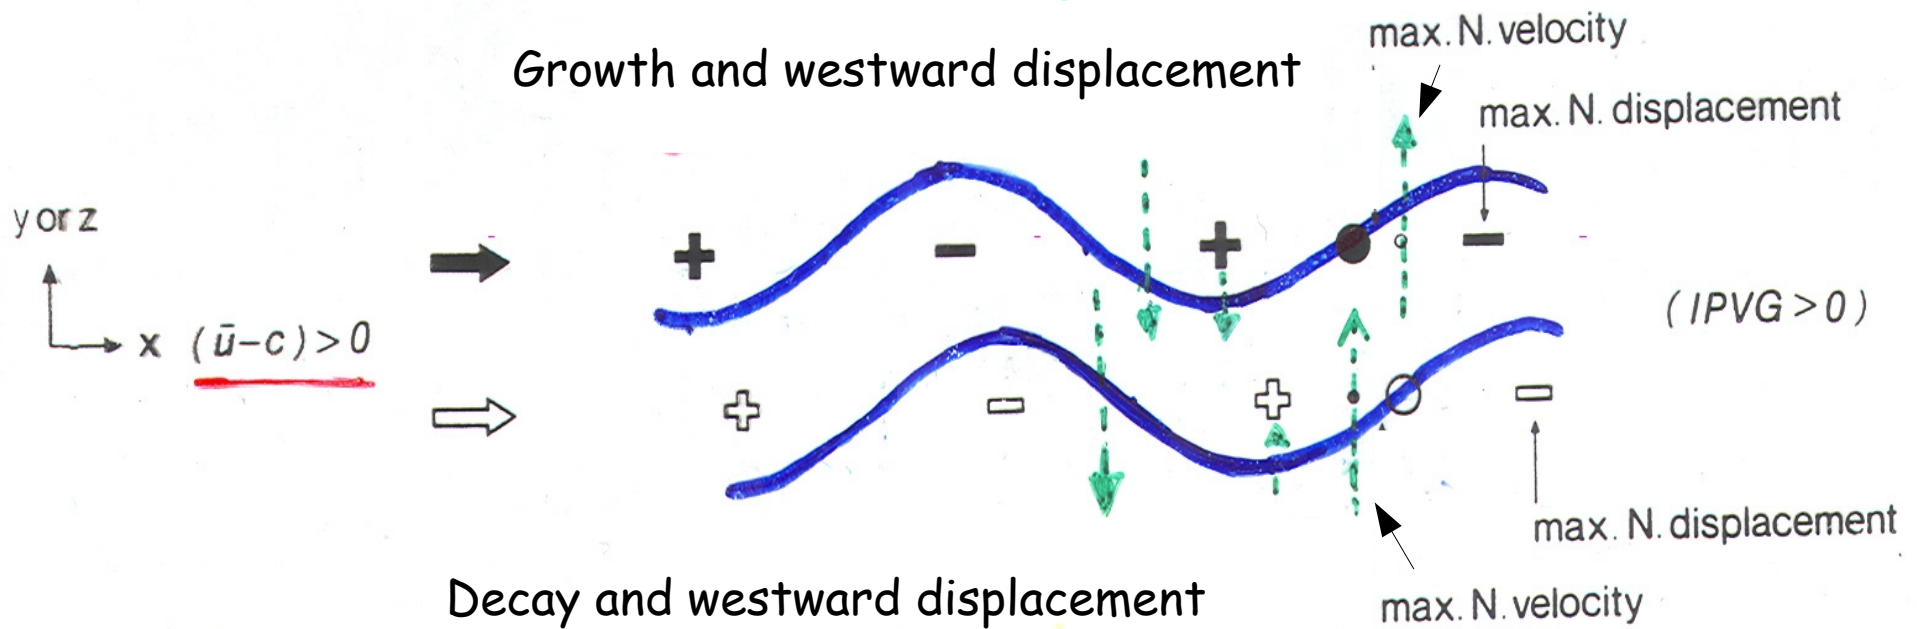 max. N. velocity
Growth and westward displacement
max. N. displacement
y or z
+ − + −
x (ū−c) > 0
(IPVG > 0)
+ − + −
max. N. displacement
Decay and westward displacement
max. N. velocity